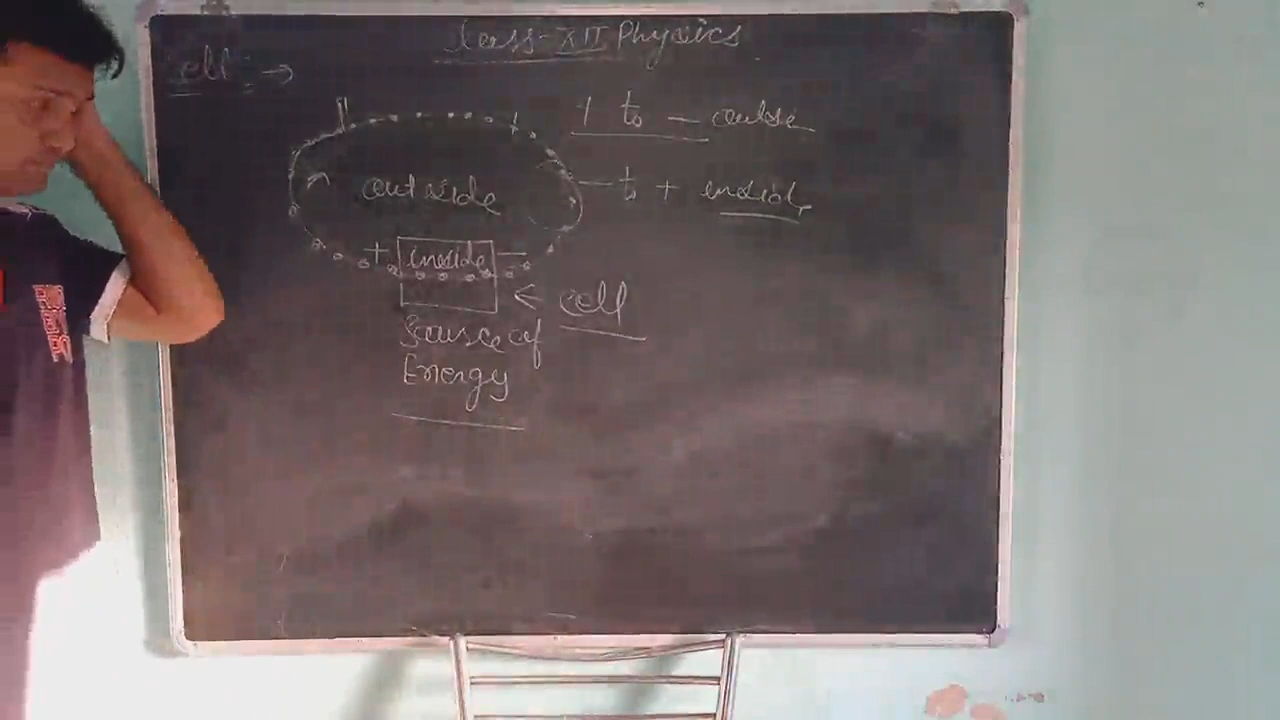 Class-XII Physics
Cell →
+ to - outside
- to + inside
outside
+ inside -
← cell
Source of
Energy